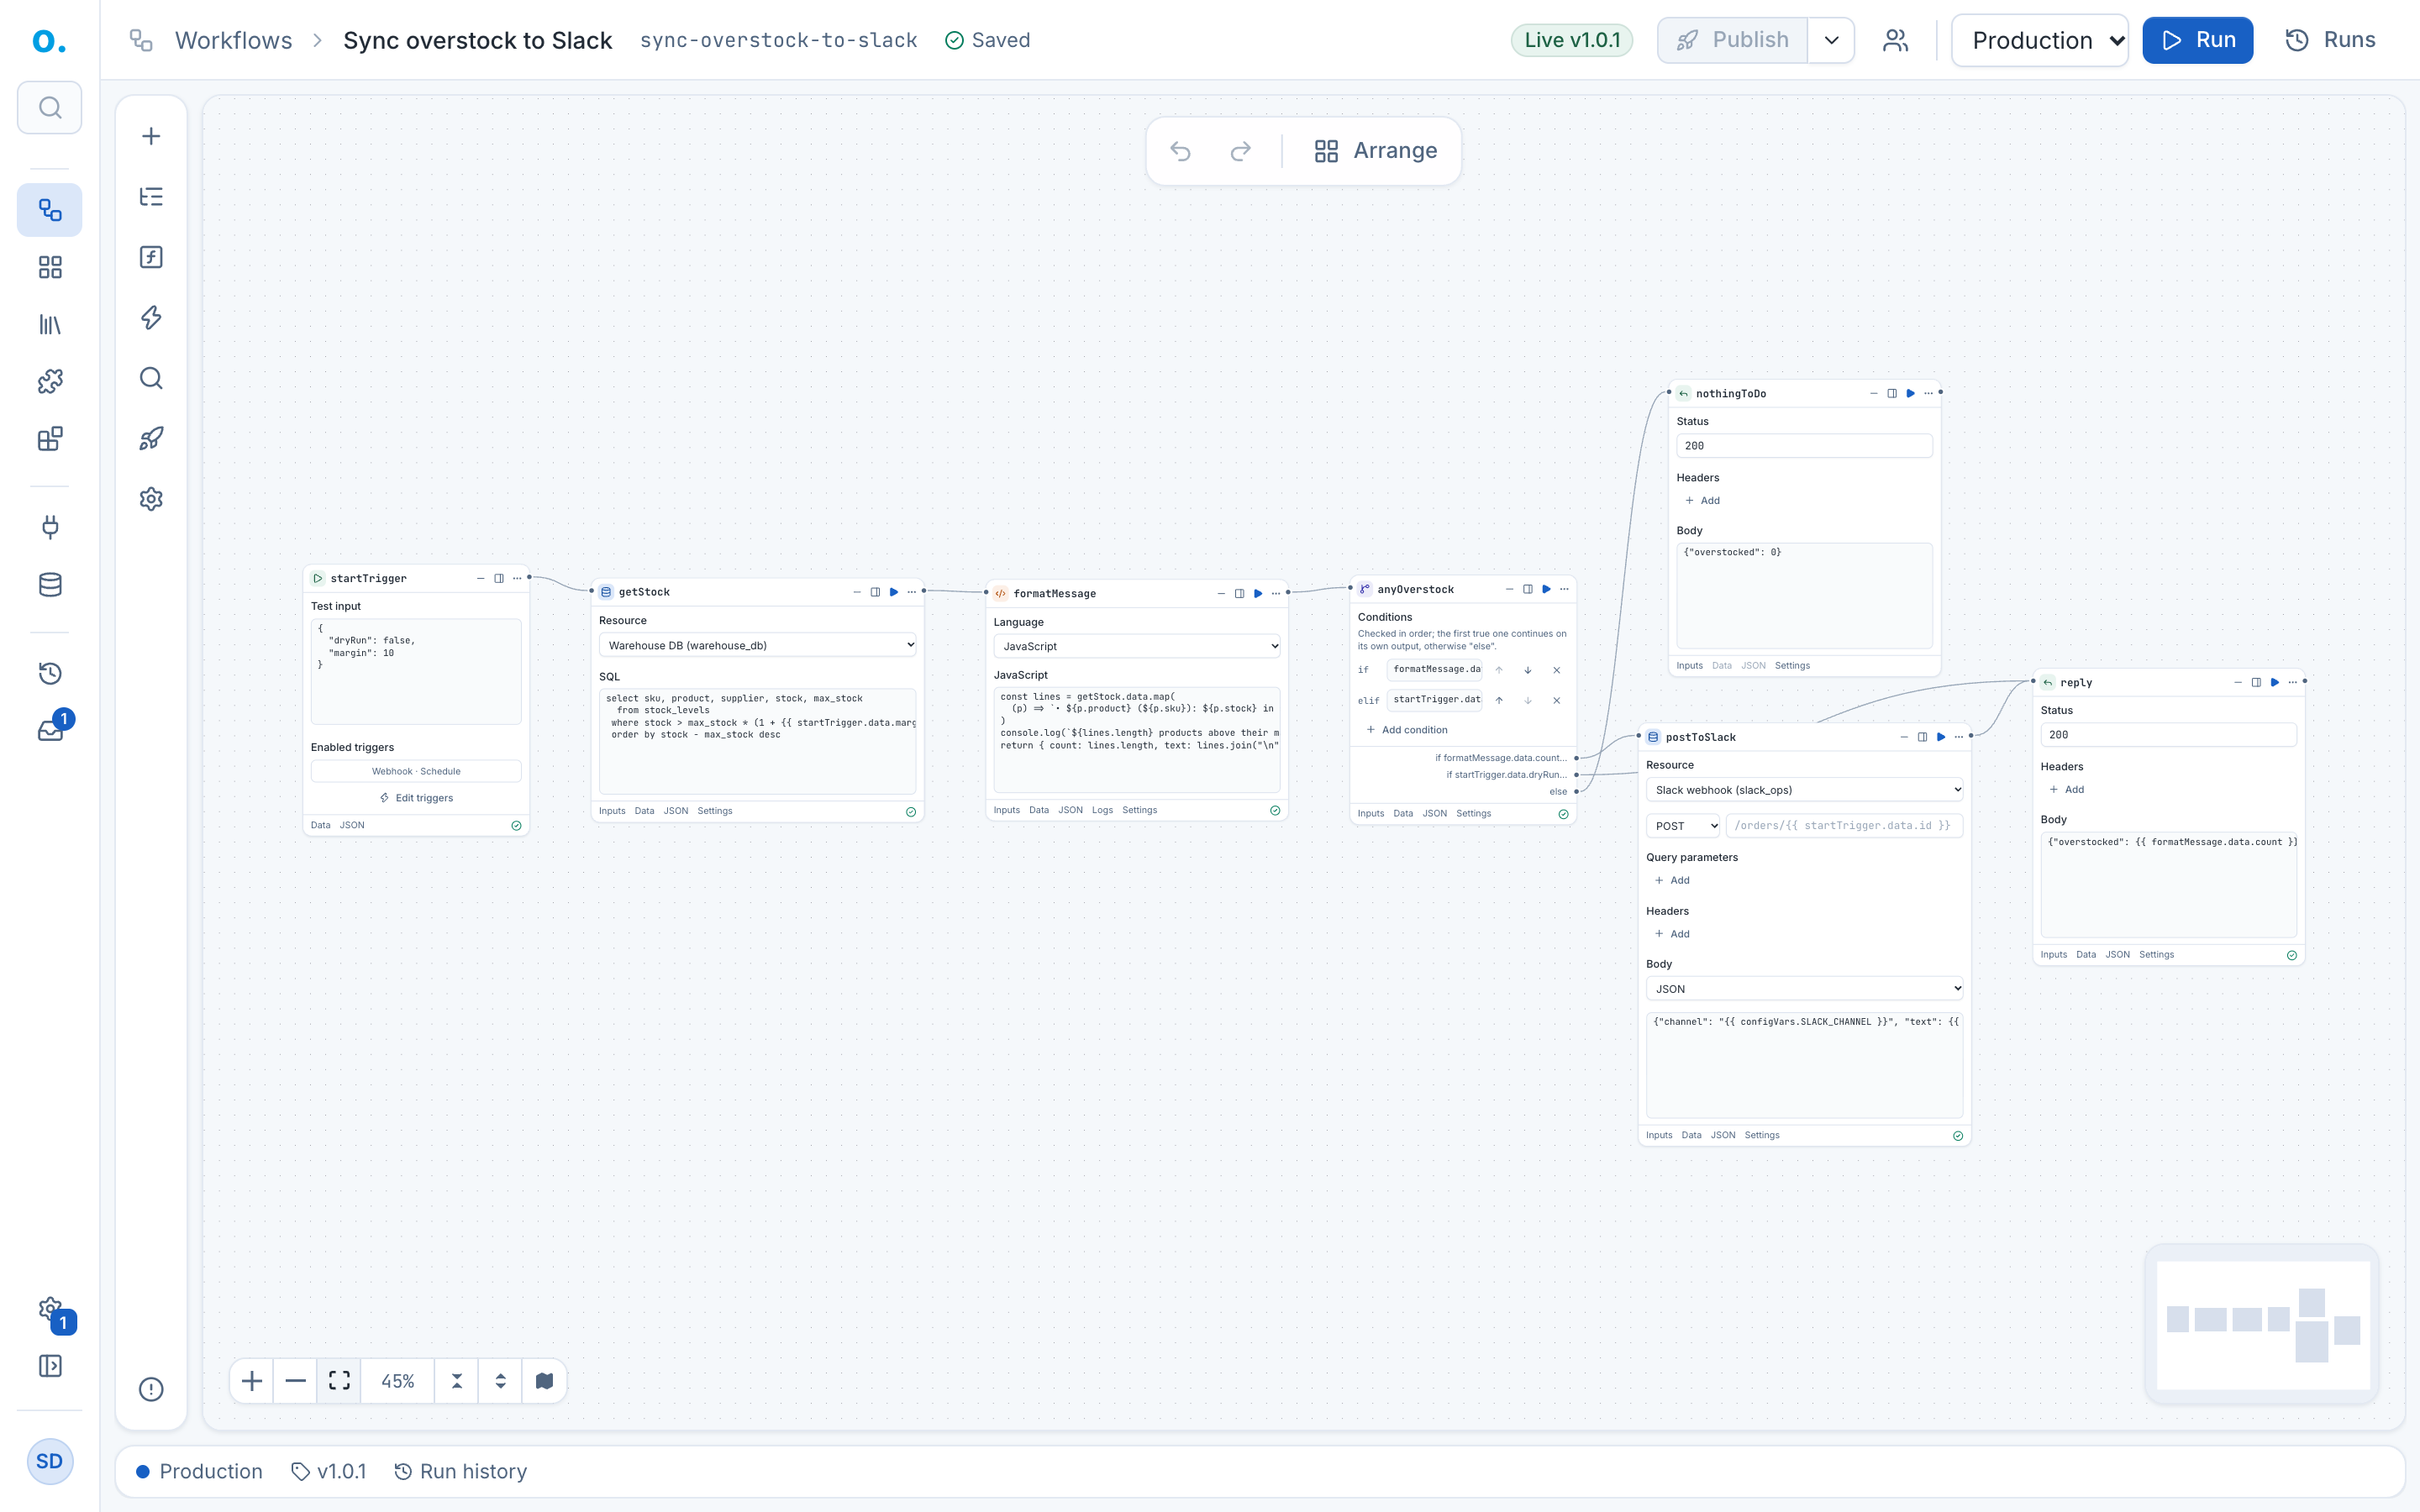 o.
Workflows
Sync overstock to Slack
sync-overstock-to-slack
Saved
Live v1.0.1
Publish
Production
Run
Runs
Arrange
startTrigger
Test input
{
"dryRun": false,
"margin": 10
}
Enabled triggers
Webhook · Schedule
Edit triggers
Data JSON
getStock
Resource
Warehouse DB (warehouse_db)
SQL
select sku, product, supplier, stock, max_stock
from stock_levels
where stock > max_stock * (1 + {{ startTrigger.data.marg
order by stock - max_stock desc
Inputs Data JSON Settings
formatMessage
Language
JavaScript
JavaScript
const lines = getStock.data.map(
(p) => `• ${p.product} (${p.sku}): ${p.stock} in
)
console.log(`${lines.length} products above their m
return { count: lines.length, text: lines.join("\n"
Inputs Data JSON Logs Settings
anyOverstock
Conditions
Checked in order; the first true one continues on
its own output, otherwise "else".
if formatMessage.da
elif startTrigger.dat
Add condition
if formatMessage.data.count...
if startTrigger.data.dryRun...
else
Inputs Data JSON Settings
nothingToDo
Status
200
Headers
Add
Body
{"overstocked": 0}
Inputs Data JSON Settings
postToSlack
Resource
Slack webhook (slack_ops)
POST
/orders/{{ startTrigger.data.id }}
Query parameters
Add
Headers
Add
Body
JSON
{"channel": "{{ configVars.SLACK_CHANNEL }}", "text": {{
Inputs Data JSON Settings
reply
Status
200
Headers
Add
Body
{"overstocked": {{ formatMessage.data.count }}
Inputs Data JSON Settings
1
1
SD
45%
Production
v1.0.1
Run history